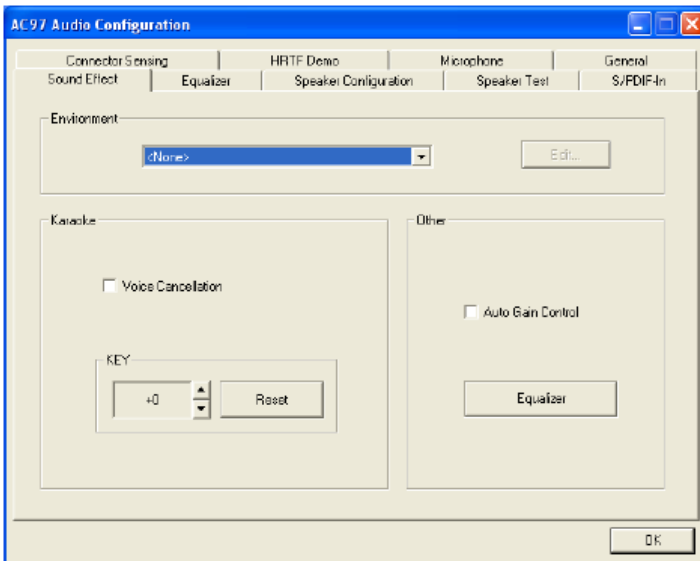 AC97 Audio Configuration
Connector Sensing HRTF Demo Microphone General
Sound Effect Equalizer Speaker Configuration Speaker Test S/PDIF-In
Environment
<None> Edit...
Karaoke Other
Voice Cancellation
Auto Gain Control
KEY
+0 Reset Equalizer
OK